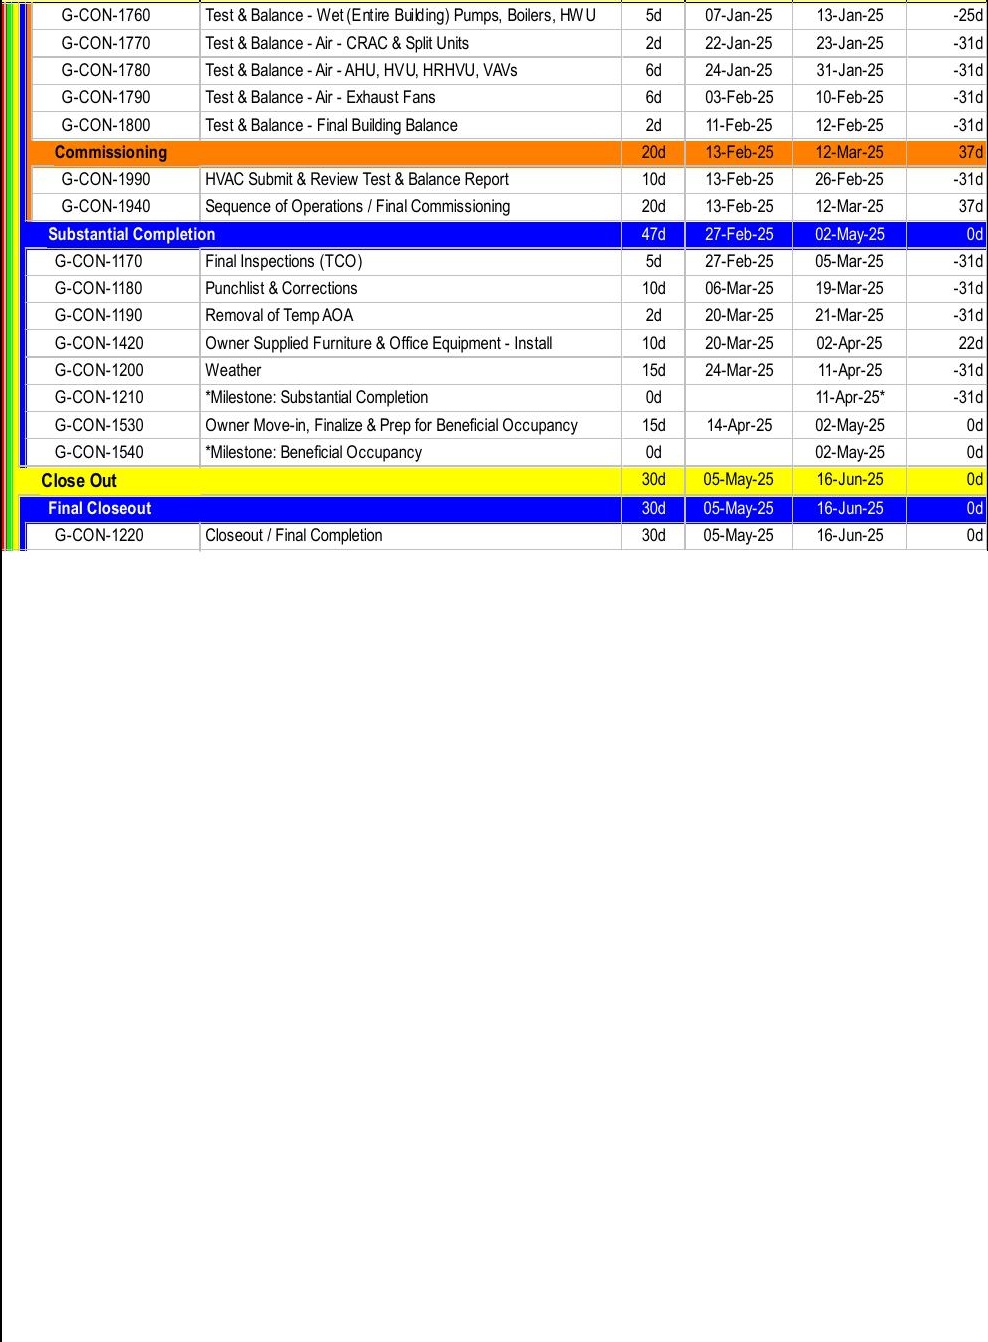 G-CON-1760 Test & Balance - Wet (Entire Building) Pumps, Boilers, HWU 5d 07-Jan-25 13-Jan-25 -25d
G-CON-1770 Test & Balance - Air - CRAC & Split Units 2d 22-Jan-25 23-Jan-25 -31d
G-CON-1780 Test & Balance - Air - AHU, HVU, HRHVU, VAVs 6d 24-Jan-25 31-Jan-25 -31d
G-CON-1790 Test & Balance - Air - Exhaust Fans 6d 03-Feb-25 10-Feb-25 -31d
G-CON-1800 Test & Balance - Final Building Balance 2d 11-Feb-25 12-Feb-25 -31d
Commissioning 20d 13-Feb-25 12-Mar-25 37d
G-CON-1990 HVAC Submit & Review Test & Balance Report 10d 13-Feb-25 26-Feb-25 -31d
G-CON-1940 Sequence of Operations / Final Commissioning 20d 13-Feb-25 12-Mar-25 37d
Substantial Completion 47d 27-Feb-25 02-May-25 0d
G-CON-1170 Final Inspections (TCO) 5d 27-Feb-25 05-Mar-25 -31d
G-CON-1180 Punchlist & Corrections 10d 06-Mar-25 19-Mar-25 -31d
G-CON-1190 Removal of Temp AOA 2d 20-Mar-25 21-Mar-25 -31d
G-CON-1420 Owner Supplied Furniture & Office Equipment - Install 10d 20-Mar-25 02-Apr-25 22d
G-CON-1200 Weather 15d 24-Mar-25 11-Apr-25 -31d
G-CON-1210 *Milestone: Substantial Completion 0d 11-Apr-25* -31d
G-CON-1530 Owner Move-in, Finalize & Prep for Beneficial Occupancy 15d 14-Apr-25 02-May-25 0d
G-CON-1540 *Milestone: Beneficial Occupancy 0d 02-May-25 0d
Close Out 30d 05-May-25 16-Jun-25 0d
Final Closeout 30d 05-May-25 16-Jun-25 0d
G-CON-1220 Closeout / Final Completion 30d 05-May-25 16-Jun-25 0d